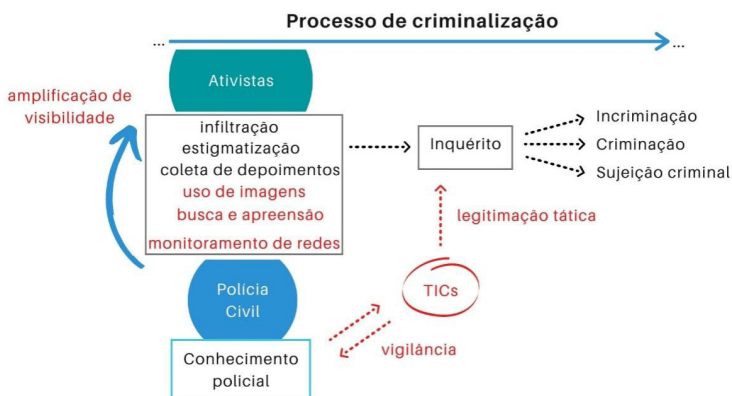 Processo de criminalização
...
...
Ativistas
amplificação de
visibilidade
infiltração
estigmatização
coleta de depoimentos
uso de imagens
busca e apreensão
monitoramento de redes
Inquérito
Incriminação
Criminação
Sujeição criminal
legitimação tática
TICs
Polícia
Civil
vigilância
Conhecimento
policial